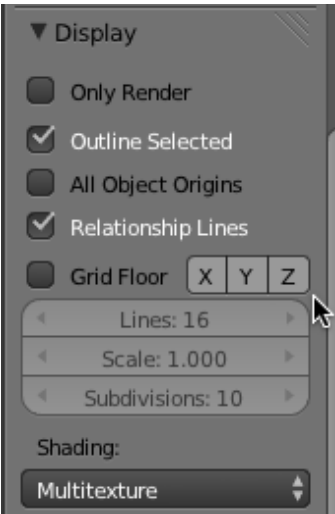 Display
Only Render
Outline Selected
All Object Origins
Relationship Lines
Grid Floor X Y Z
Lines: 16
Scale: 1.000
Subdivisions: 10
Shading:
Multitexture